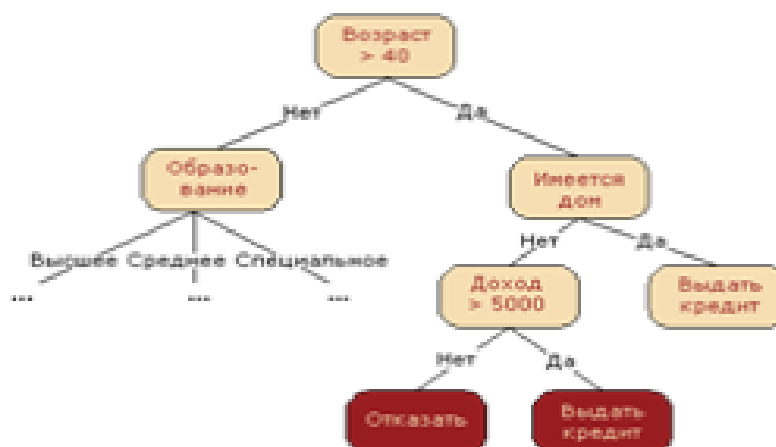 Возраст
> 40
Нет
Да
Образо-
вание
Имеется
дом
Высшее Среднее Специальное
Нет
Да
...
...
...
Доход
> 5000
Выдать
кредит
Нет
Да
Отказать
Выдать
кредит